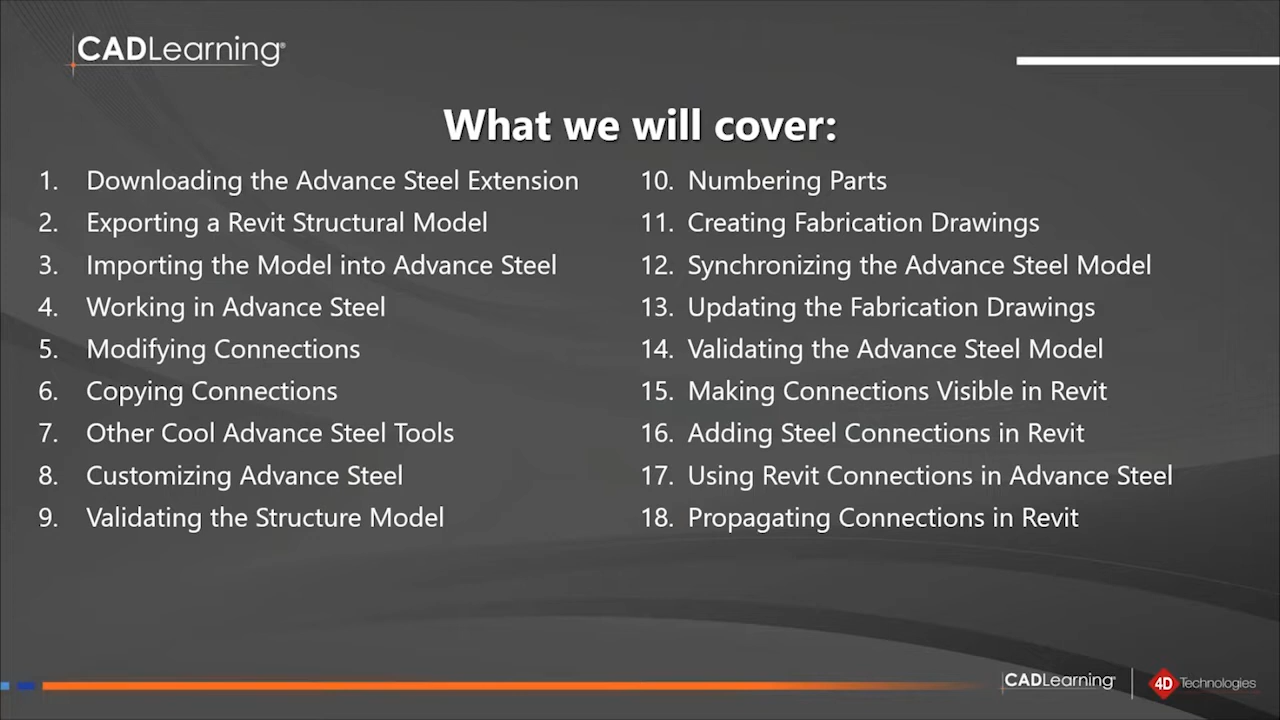 CADLearning®
What we will cover:
1. Downloading the Advance Steel Extension
2. Exporting a Revit Structural Model
3. Importing the Model into Advance Steel
4. Working in Advance Steel
5. Modifying Connections
6. Copying Connections
7. Other Cool Advance Steel Tools
8. Customizing Advance Steel
9. Validating the Structure Model
10. Numbering Parts
11. Creating Fabrication Drawings
12. Synchronizing the Advance Steel Model
13. Updating the Fabrication Drawings
14. Validating the Advance Steel Model
15. Making Connections Visible in Revit
16. Adding Steel Connections in Revit
17. Using Revit Connections in Advance Steel
18. Propagating Connections in Revit
CADLearning® 4D Technologies